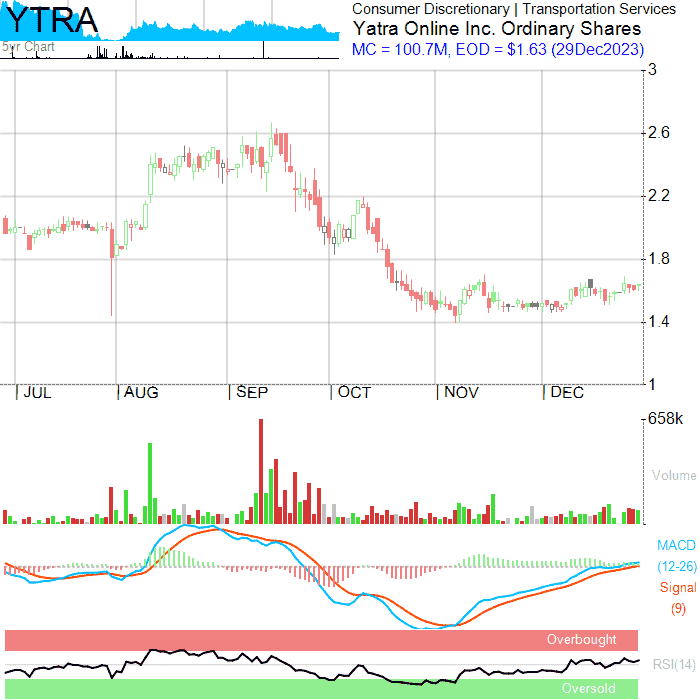 YTRA
5yr Chart
Consumer Discretionary | Transportation Services
Yatra Online Inc. Ordinary Shares
MC = 100.7M, EOD = $1.63 (29Dec2023)
3
2.6
2.2
1.8
1.4
1
JUL AUG SEP OCT NOV DEC
658k
Volume
MACD
(12-26)
Signal
(9)
Overbought
RSI(14)
Oversold